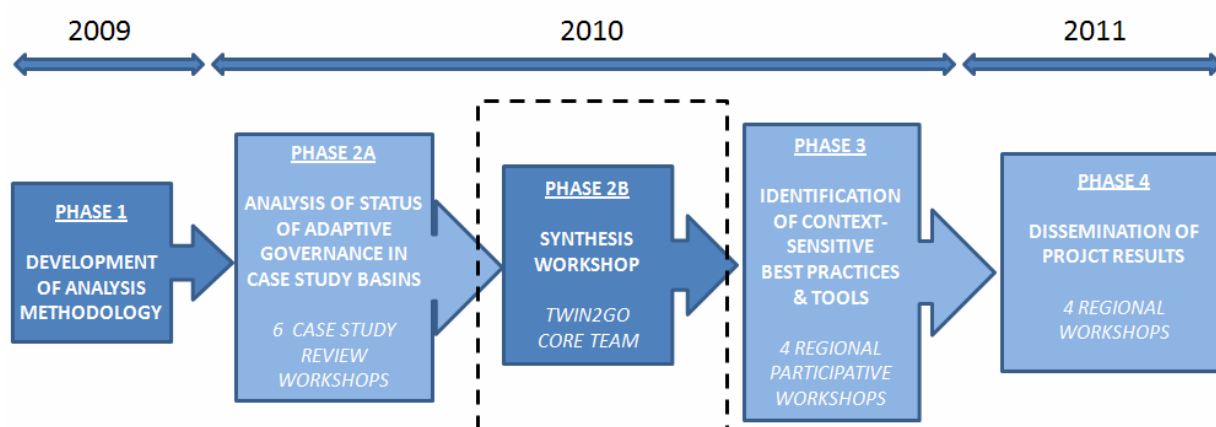 2009
2010
2011
PHASE 1
DEVELOPMENT
OF ANALYSIS
METHODOLOGY
PHASE 2A
ANALYSIS OF STATUS
OF ADAPTIVE
GOVERNANCE IN
CASE STUDY BASINS
6 CASE STUDY
REVIEW
WORKSHOPS
PHASE 2B
SYNTHESIS
WORKSHOP
TWIN2GO
CORE TEAM
PHASE 3
IDENTIFICATION
OF CONTEXT-
SENSITIVE
BEST PRACTICES
& TOOLS
4 REGIONAL
PARTICIPATIVE
WORKSHOPS
PHASE 4
DISSEMINATION OF
PROJCT RESULTS
4 REGIONAL
WORKSHOPS